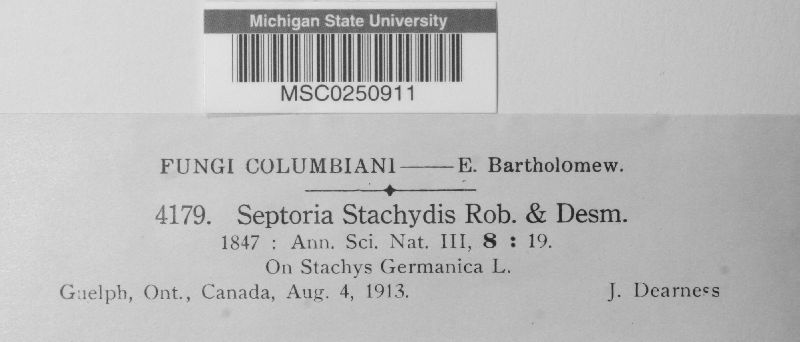 Michigan State University
MSC0250911
FUNGI COLUMBIANI——E. Bartholomew.
4179. Septoria Stachydis Rob. & Desm.
1847 : Ann. Sci. Nat. III, 8 : 19.
On Stachys Germanica L.
Guelph, Ont., Canada, Aug. 4, 1913. J. Dearness